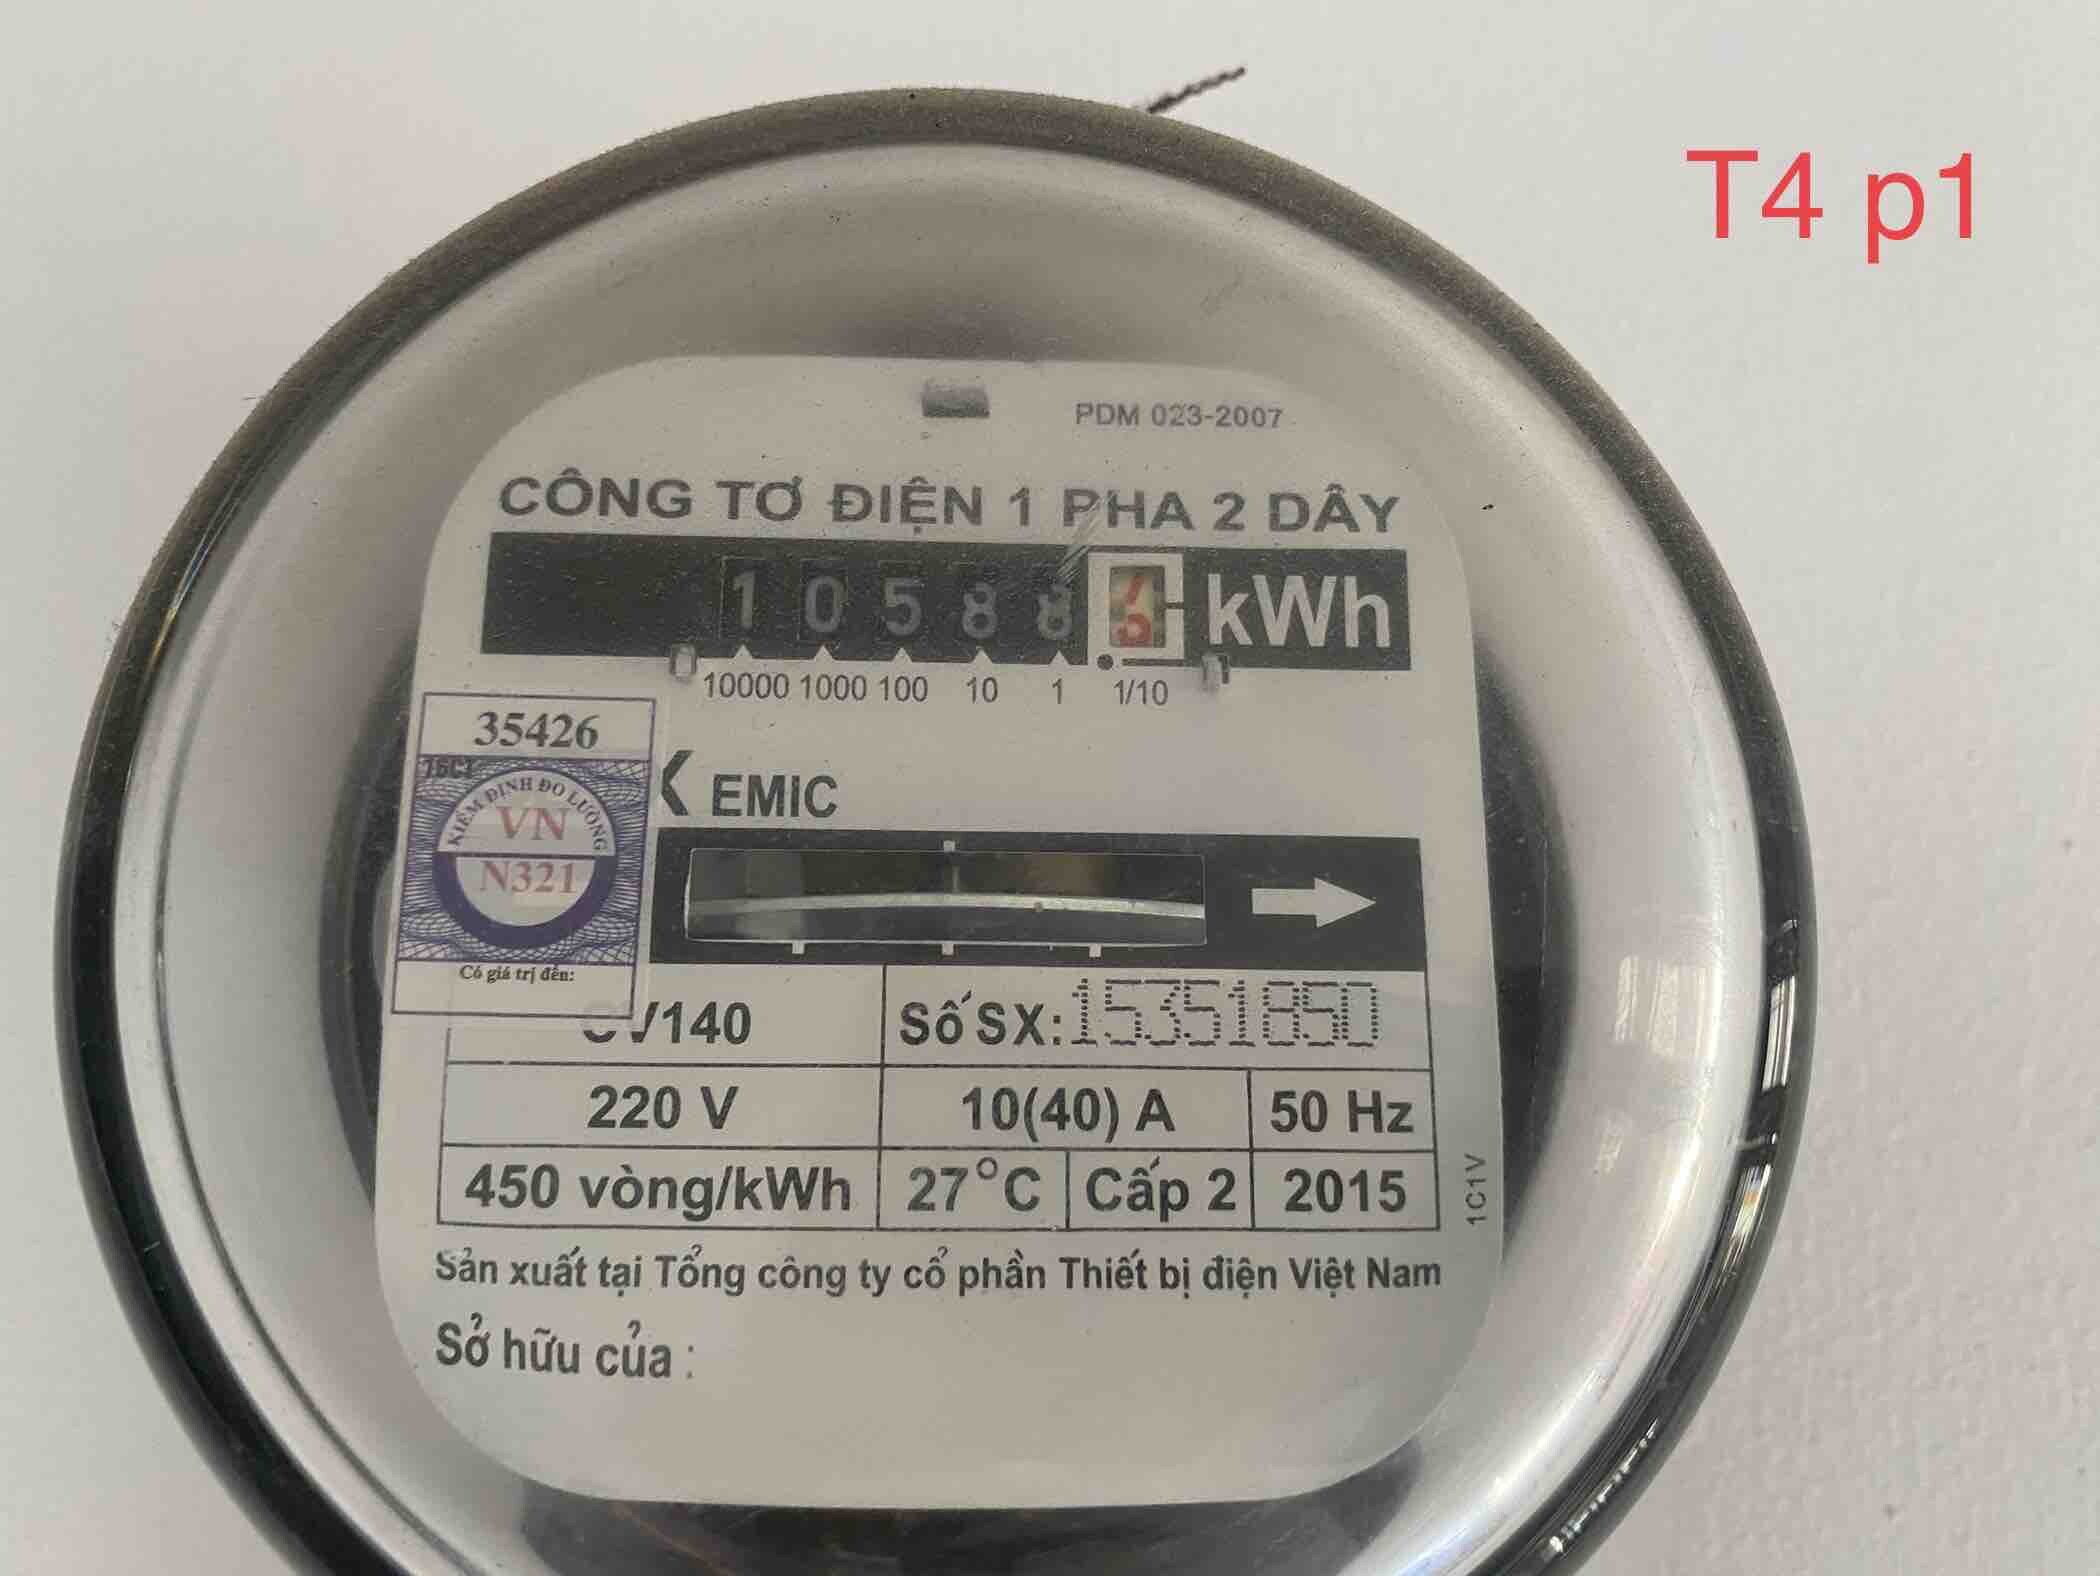 T4 p1
PDM 023-2007
CÔNG TƠ ĐIỆN 1 PHA 2 DÂY
1 0 5 8 8 kWh
10000 1000 100 10 1 1/10
35426
KIỂM ĐỊNH ĐO LƯỜNG
VN
N321
Có giá trị đến:
EMIC
CV140
Số SX: 15351850
220 V 10(40) A 50 Hz
450 vòng/kWh 27°C Cấp 2 2015
1C1V
Sản xuất tại Tổng công ty cổ phần Thiết bị điện Việt Nam
Sở hữu của :